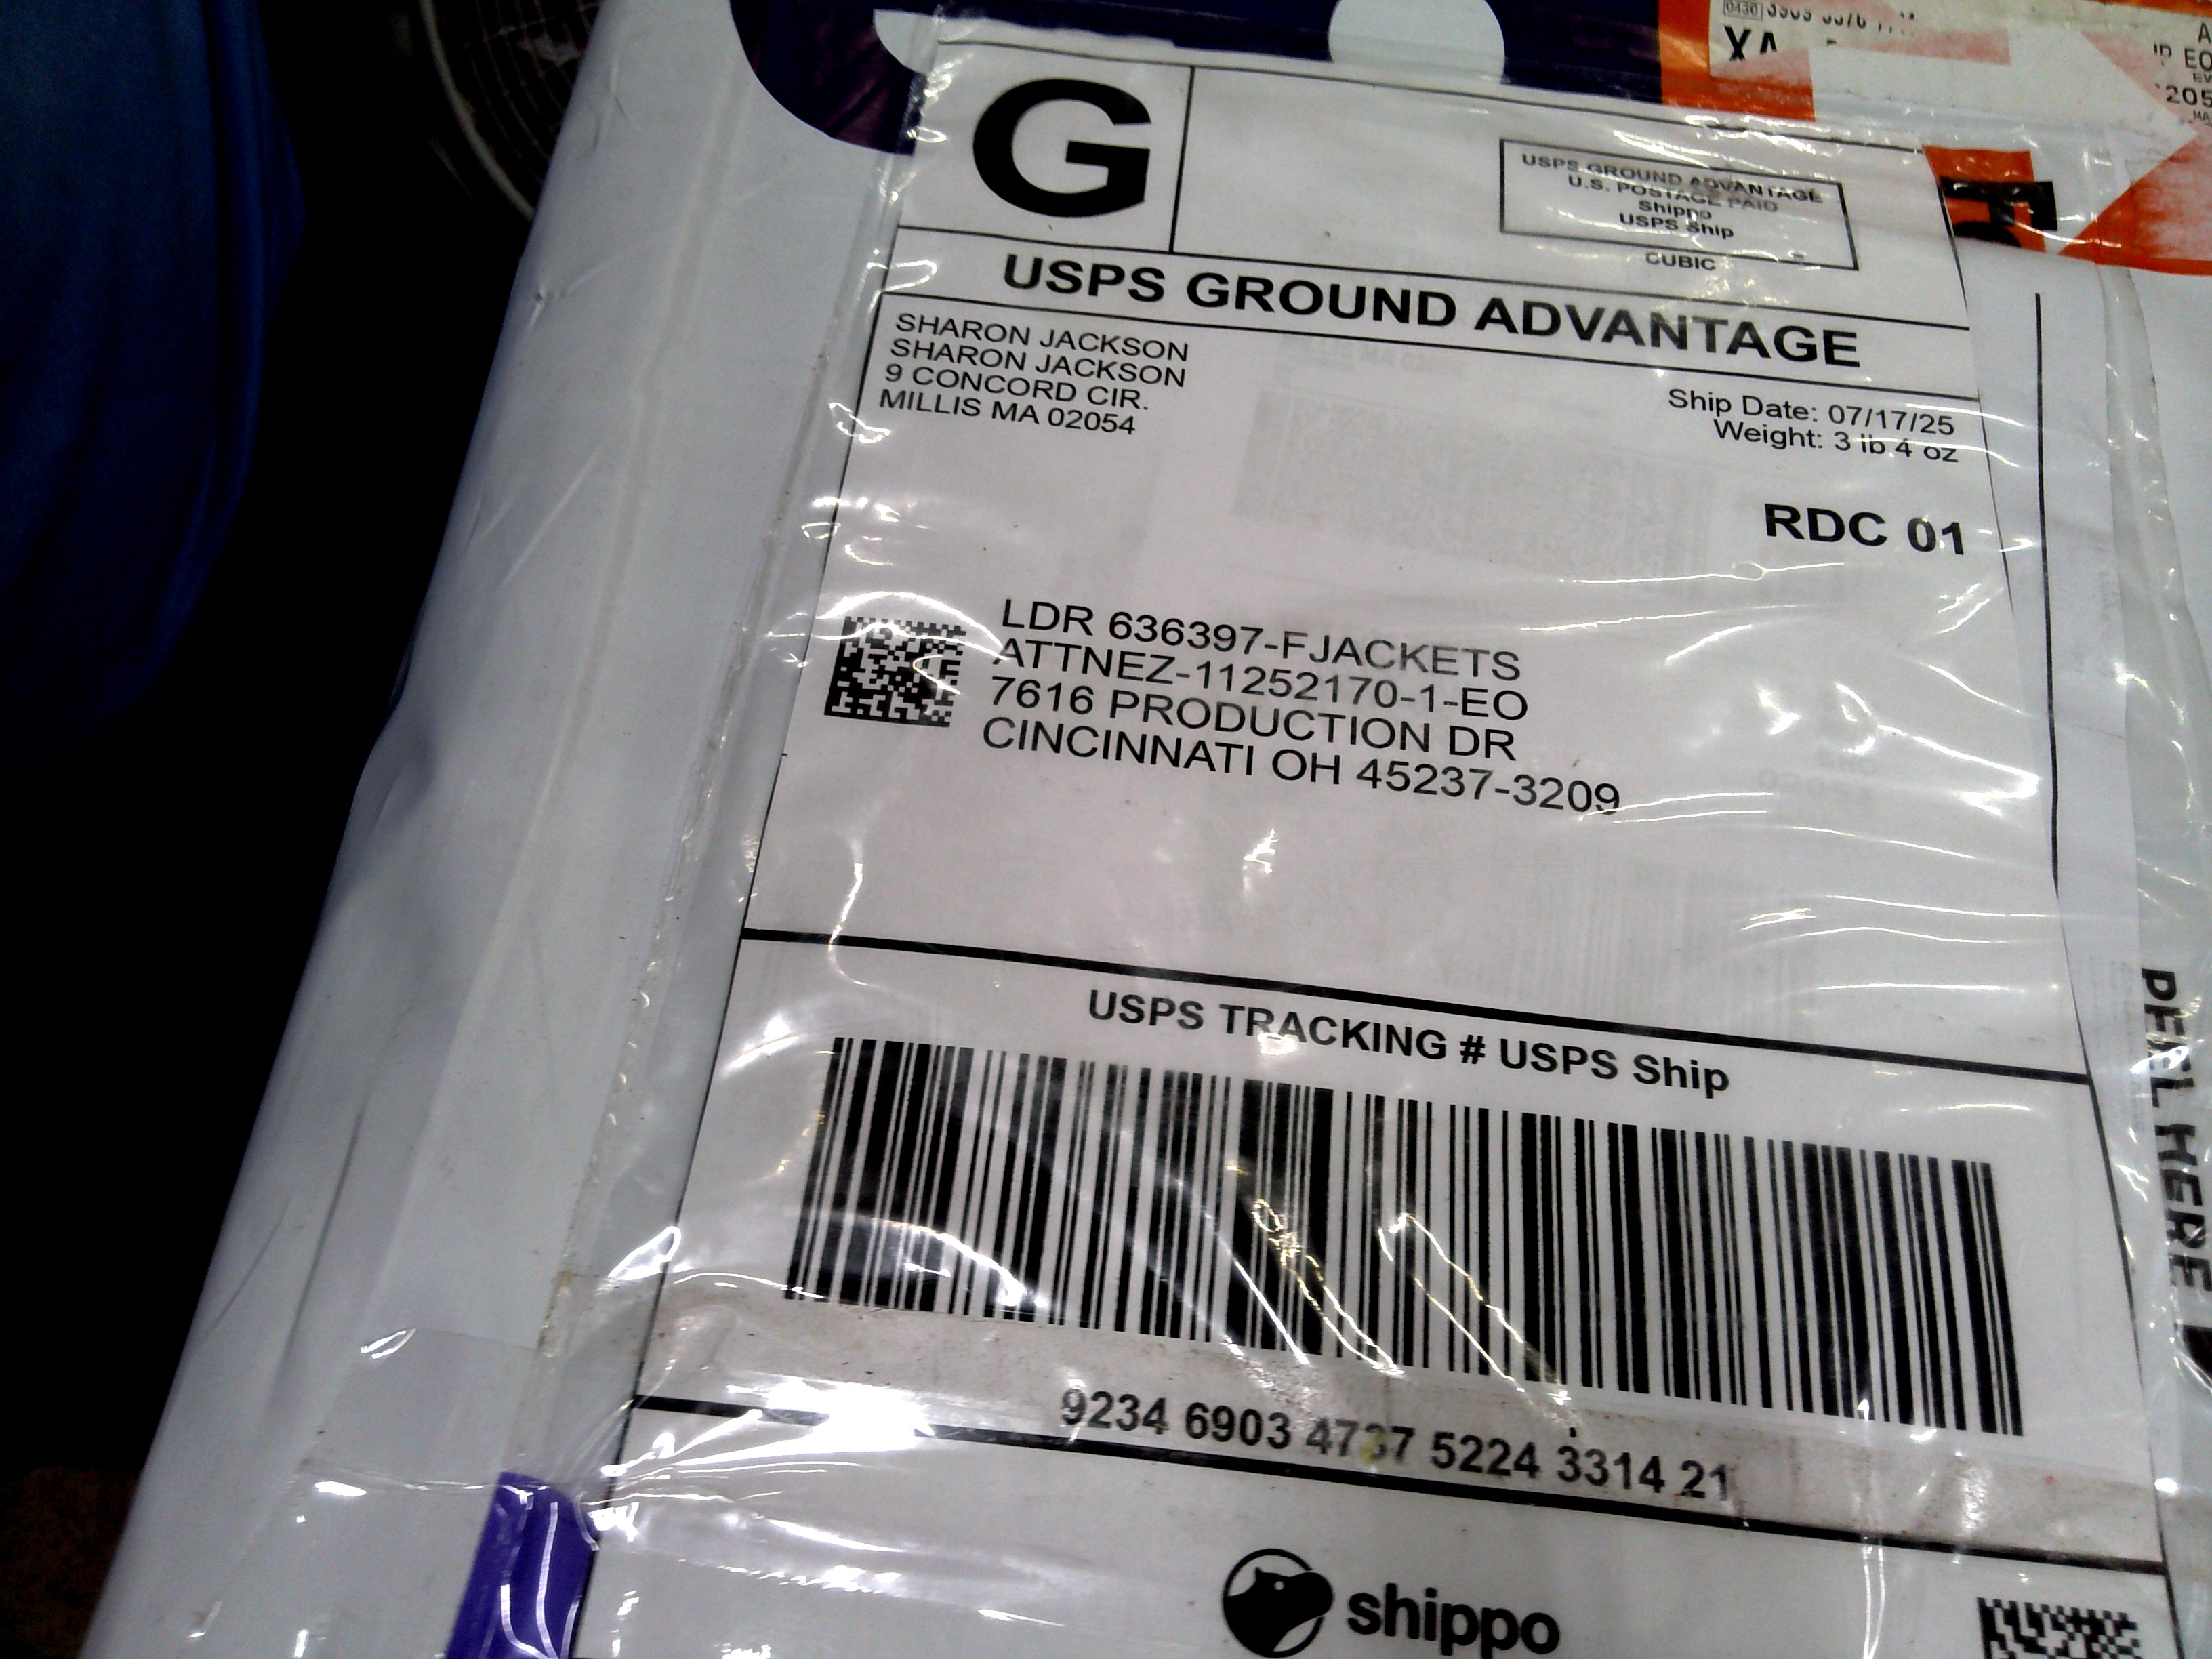 G
USPS GROUND ADVANTAGE
U.S. POSTAGE PAID
Shippo
USPS Ship
CUBIC
USPS GROUND ADVANTAGE
SHARON JACKSON
SHARON JACKSON
9 CONCORD CIR.
MILLIS MA 02054
Ship Date: 07/17/25
Weight: 3 lb 4 oz
RDC 01
LDR 636397-FJACKETS
ATTNEZ-11252170-1-EO
7616 PRODUCTION DR
CINCINNATI OH 45237-3209
USPS TRACKING # USPS Ship
9234 6903 4737 5224 3314 21
shippo
PEEL HERE
0430